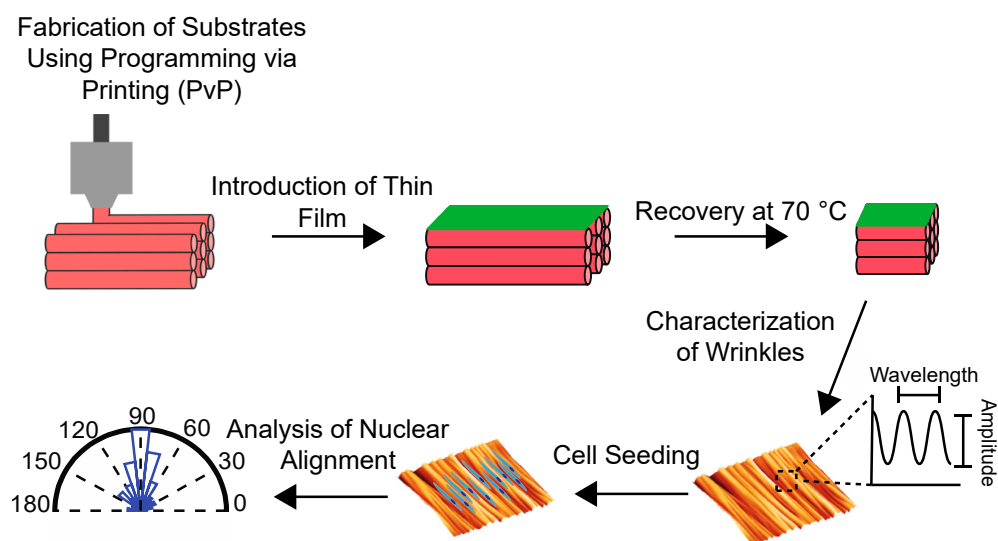 Fabrication of Substrates
Using Programming via
Printing (PvP)
Introduction of Thin
Film
Recovery at 70 °C
Characterization
of Wrinkles
Wavelength
Amplitude
Cell Seeding
Analysis of Nuclear
Alignment
90
120
60
150
30
180
0